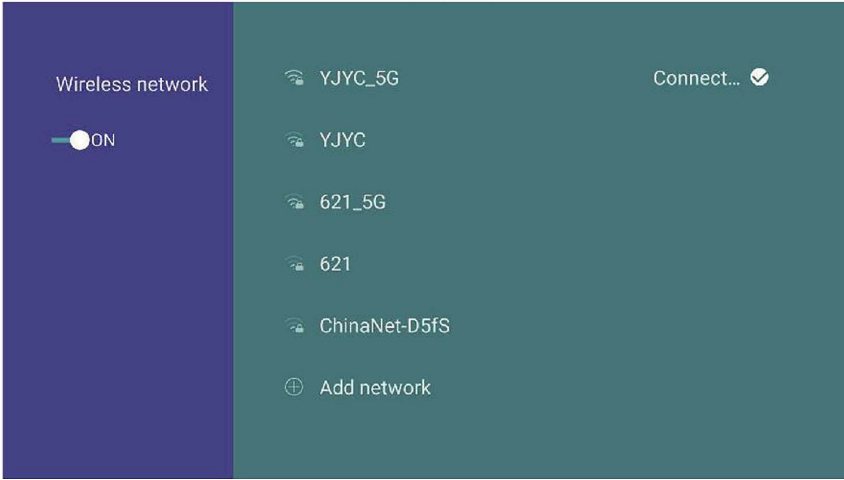 Wireless network
ON
YJYC_5G
Connect...
YJYC
621_5G
621
ChinaNet-D5fS
Add network